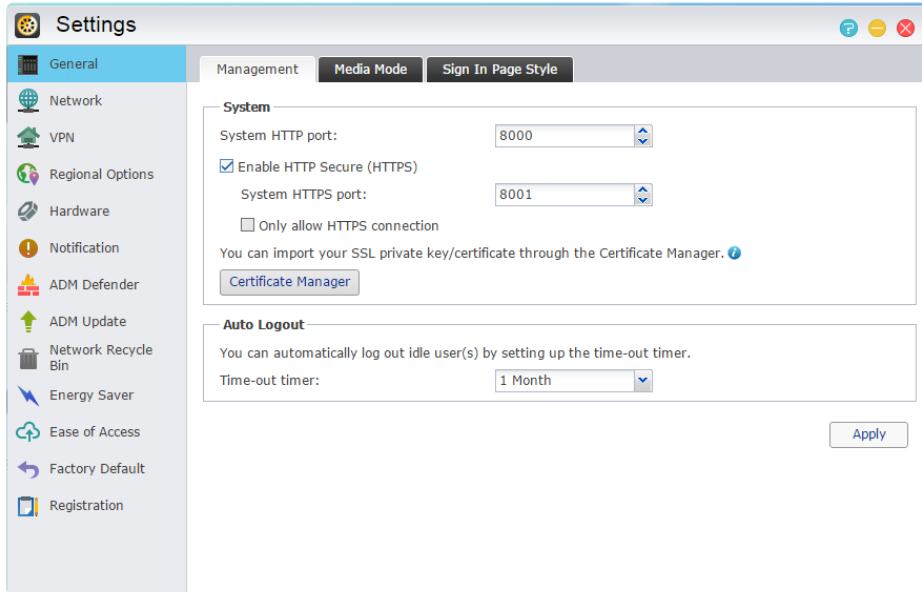 Settings
General
Network
VPN
Regional Options
Hardware
Notification
ADM Defender
ADM Update
Network Recycle
Bin
Energy Saver
Ease of Access
Factory Default
Registration
Management Media Mode Sign In Page Style
System
System HTTP port: 8000
Enable HTTP Secure (HTTPS)
System HTTPS port: 8001
Only allow HTTPS connection
You can import your SSL private key/certificate through the Certificate Manager.
Certificate Manager
Auto Logout
You can automatically log out idle user(s) by setting up the time-out timer.
Time-out timer: 1 Month
Apply